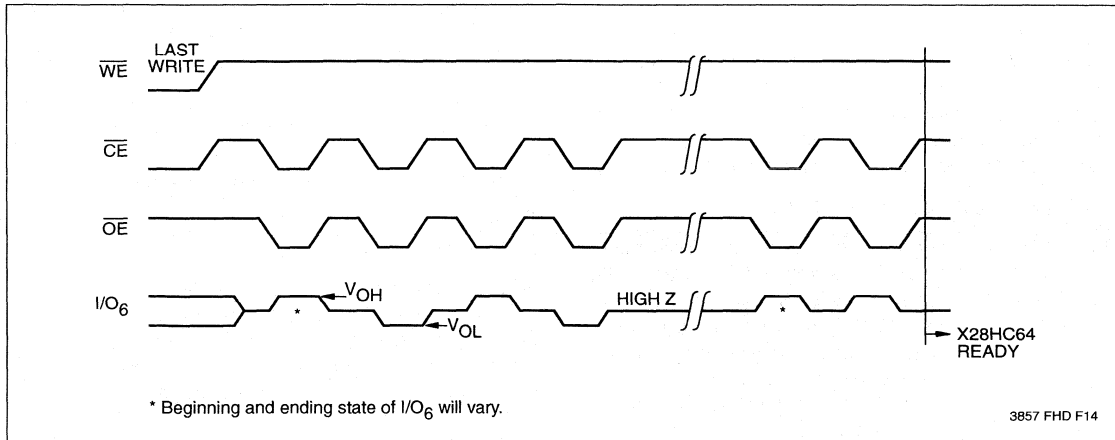 LAST
WRITE
WE
CE
OE
I/O6
VOH
VOL
HIGH Z
*
*
X28HC64
READY
* Beginning and ending state of I/O6 will vary.
3857 FHD F14